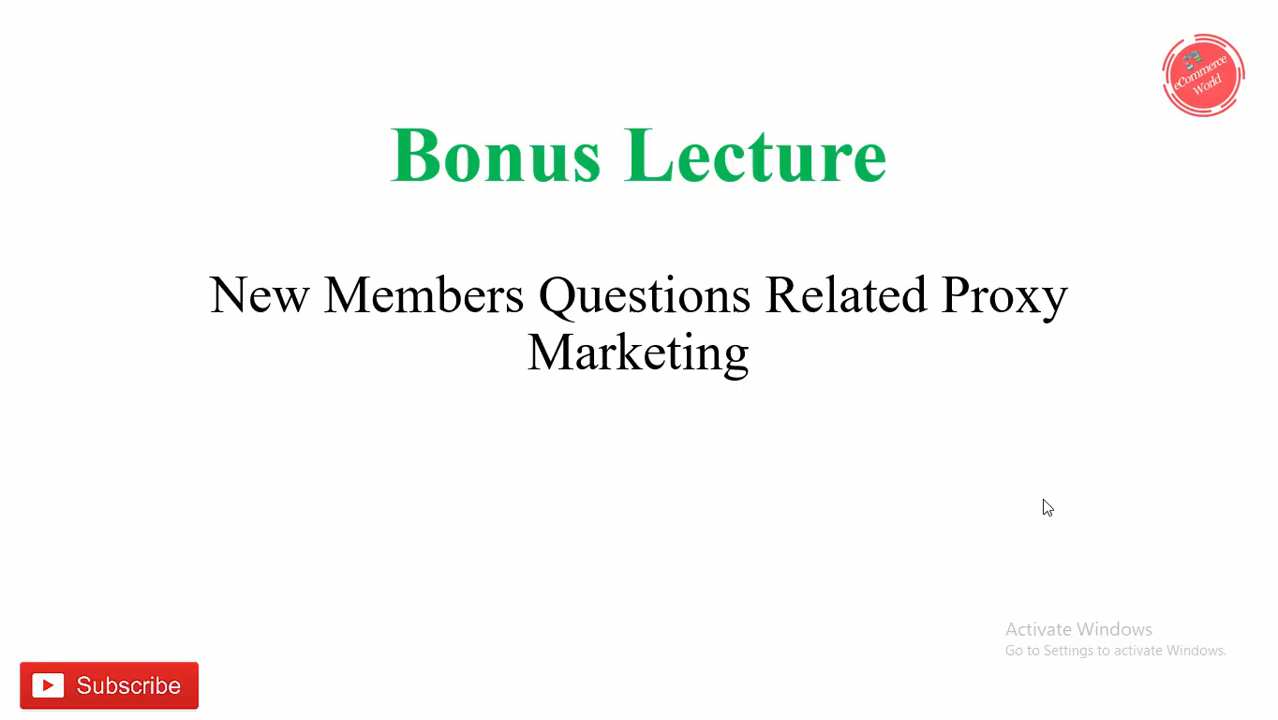 eCommerce
World
Bonus Lecture
New Members Questions Related Proxy
Marketing
Activate Windows
Go to Settings to activate Windows.
Subscribe